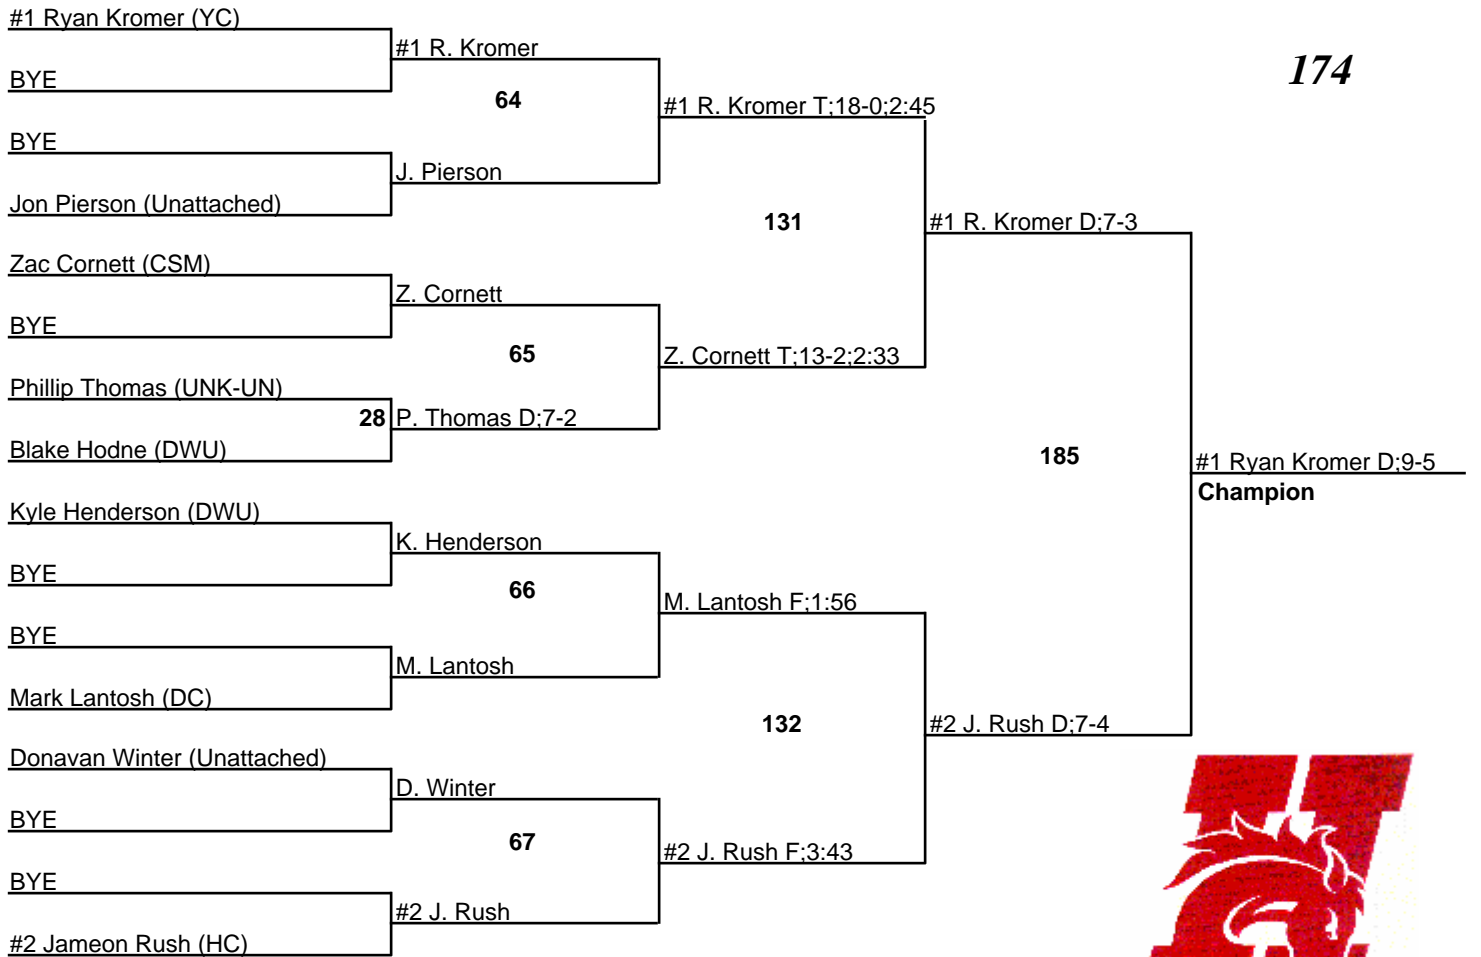 #1 Ryan Kromer (YC)
#1 R. Kromer
174
BYE
64
#1 R. Kromer T;18-0;2:45
BYE
J. Pierson
Jon Pierson (Unattached)
131
#1 R. Kromer D;7-3
Zac Cornett (CSM)
Z. Cornett
BYE
65
Z. Cornett T;13-2;2:33
Phillip Thomas (UNK-UN)
28
P. Thomas D;7-2
Blake Hodne (DWU)
185
#1 Ryan Kromer D;9-5
Champion
Kyle Henderson (DWU)
K. Henderson
BYE
66
M. Lantosh F;1:56
BYE
M. Lantosh
Mark Lantosh (DC)
132
#2 J. Rush D;7-4
Donavan Winter (Unattached)
D. Winter
BYE
67
#2 J. Rush F;3:43
BYE
#2 J. Rush
#2 Jameon Rush (HC)